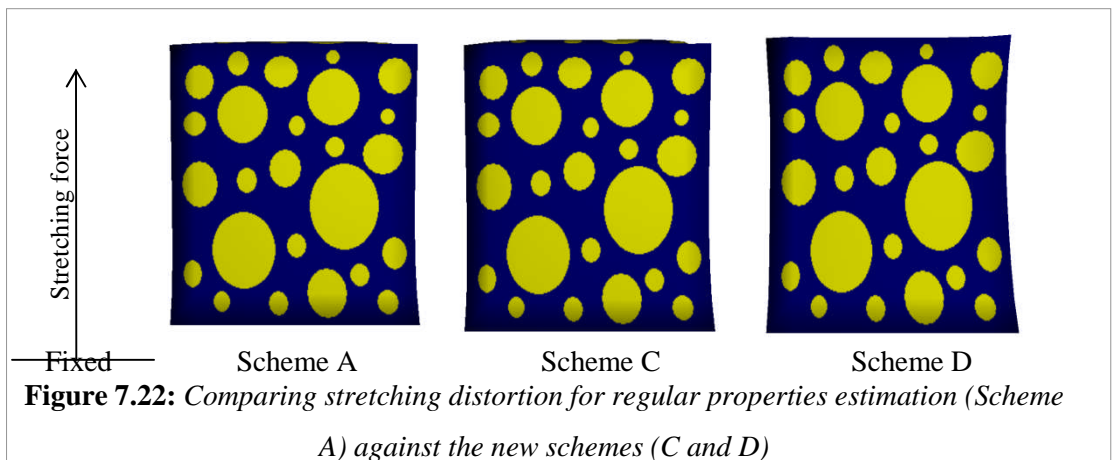 Stretching force
Fixed
Scheme A
Scheme C
Scheme D
Figure 7.22: Comparing stretching distortion for regular properties estimation (Scheme
A) against the new schemes (C and D)